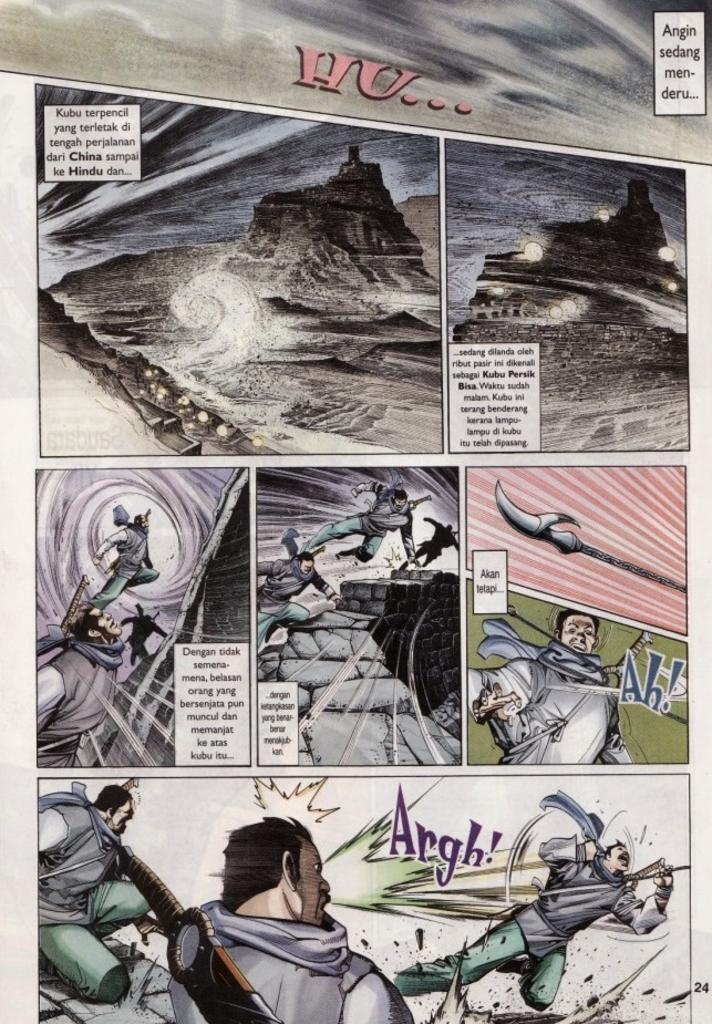 Angin
sedang
men-
deru...
HU...
Kubu terpencil
yang terletak di
tengah perjalanan
dari China sampai
ke Hindu dan...
...sedang dilanda oleh
ribut pasir ini dikenali
sebagai Kubu Persik
Bisa. Waktu sudah
malam. Kubu ini
terang benderang
kerana lampu-
lampu di kubu
itu telah dipasang.
Dengan tidak
semena-
mena, belasan
orang yang
bersenjata pun
muncul dan
memanjat
ke atas
kubu itu...
...dengan
ketangkasan
yang benar-
benar
menakjub-
kan.
Akan
tetapi...
Ah!
Argh!
24